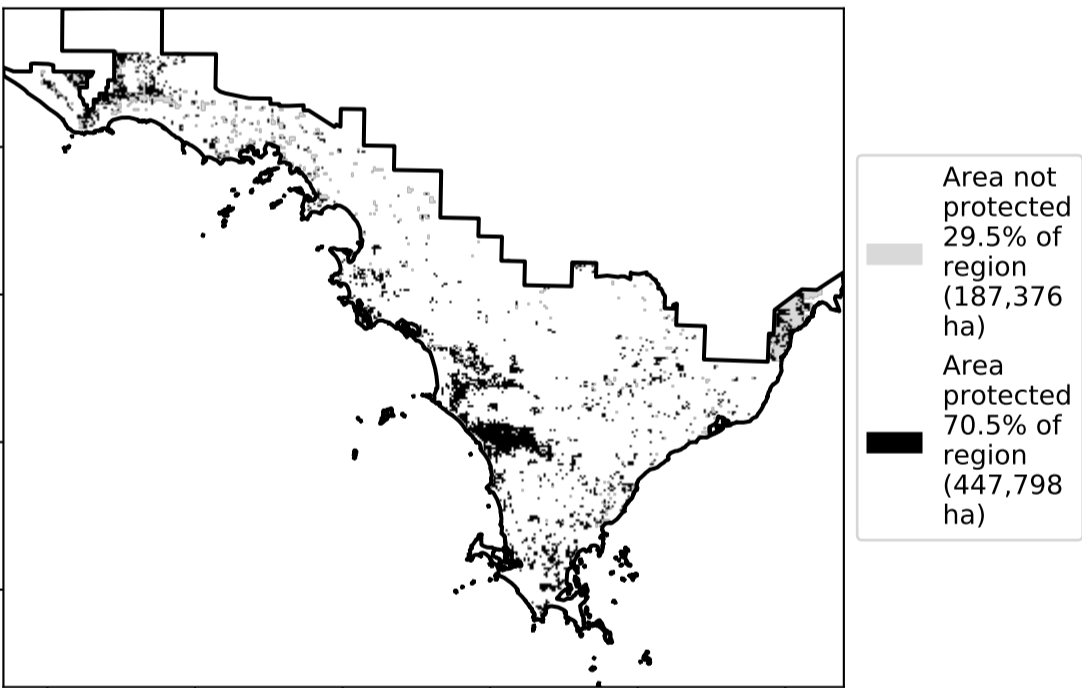 Area not
protected
29.5% of
region
(187,376
ha)
Area
protected
70.5% of
region
(447,798
ha)